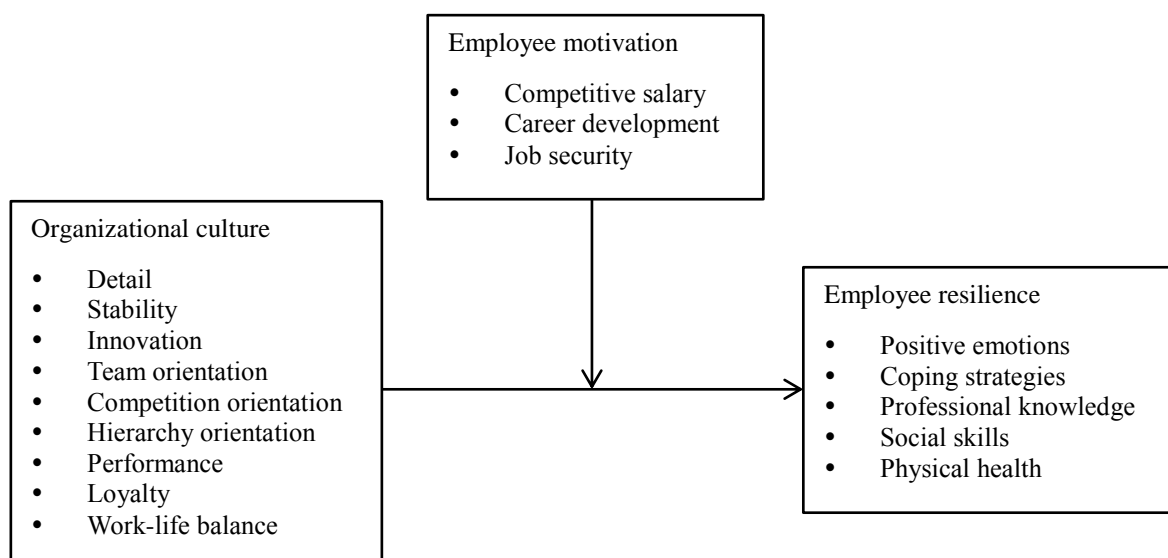 Employee motivation
• Competitive salary
• Career development
• Job security
Organizational culture
• Detail
• Stability
• Innovation
• Team orientation
• Competition orientation
• Hierarchy orientation
• Performance
• Loyalty
• Work-life balance
Employee resilience
• Positive emotions
• Coping strategies
• Professional knowledge
• Social skills
• Physical health